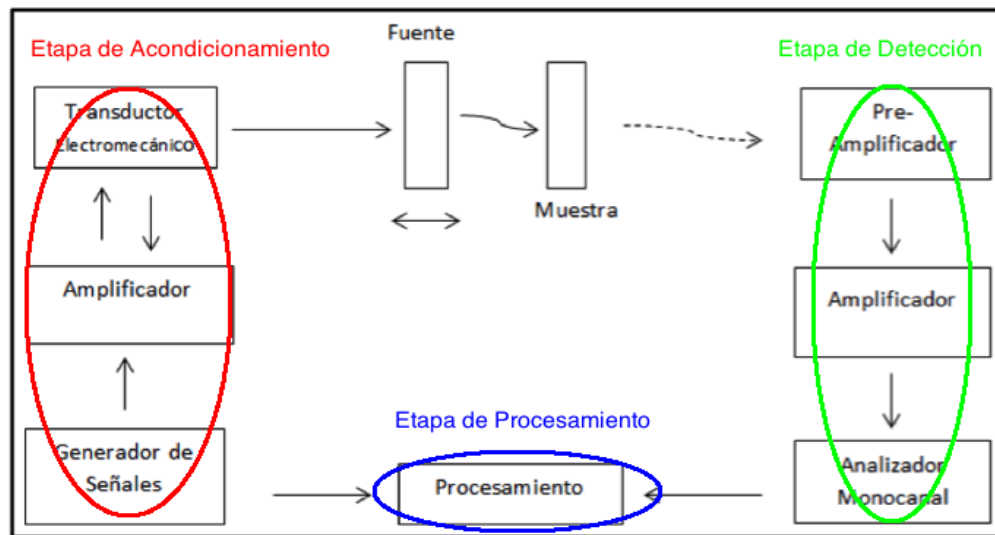 Etapa de Acondicionamiento
Fuente
Etapa de Detección
Transductor
Electromecánico
Pre-
Amplificador
Muestra
Amplificador
Amplificador
Etapa de Procesamiento
Generador de
Señales
Procesamiento
Analizador
Monocanal